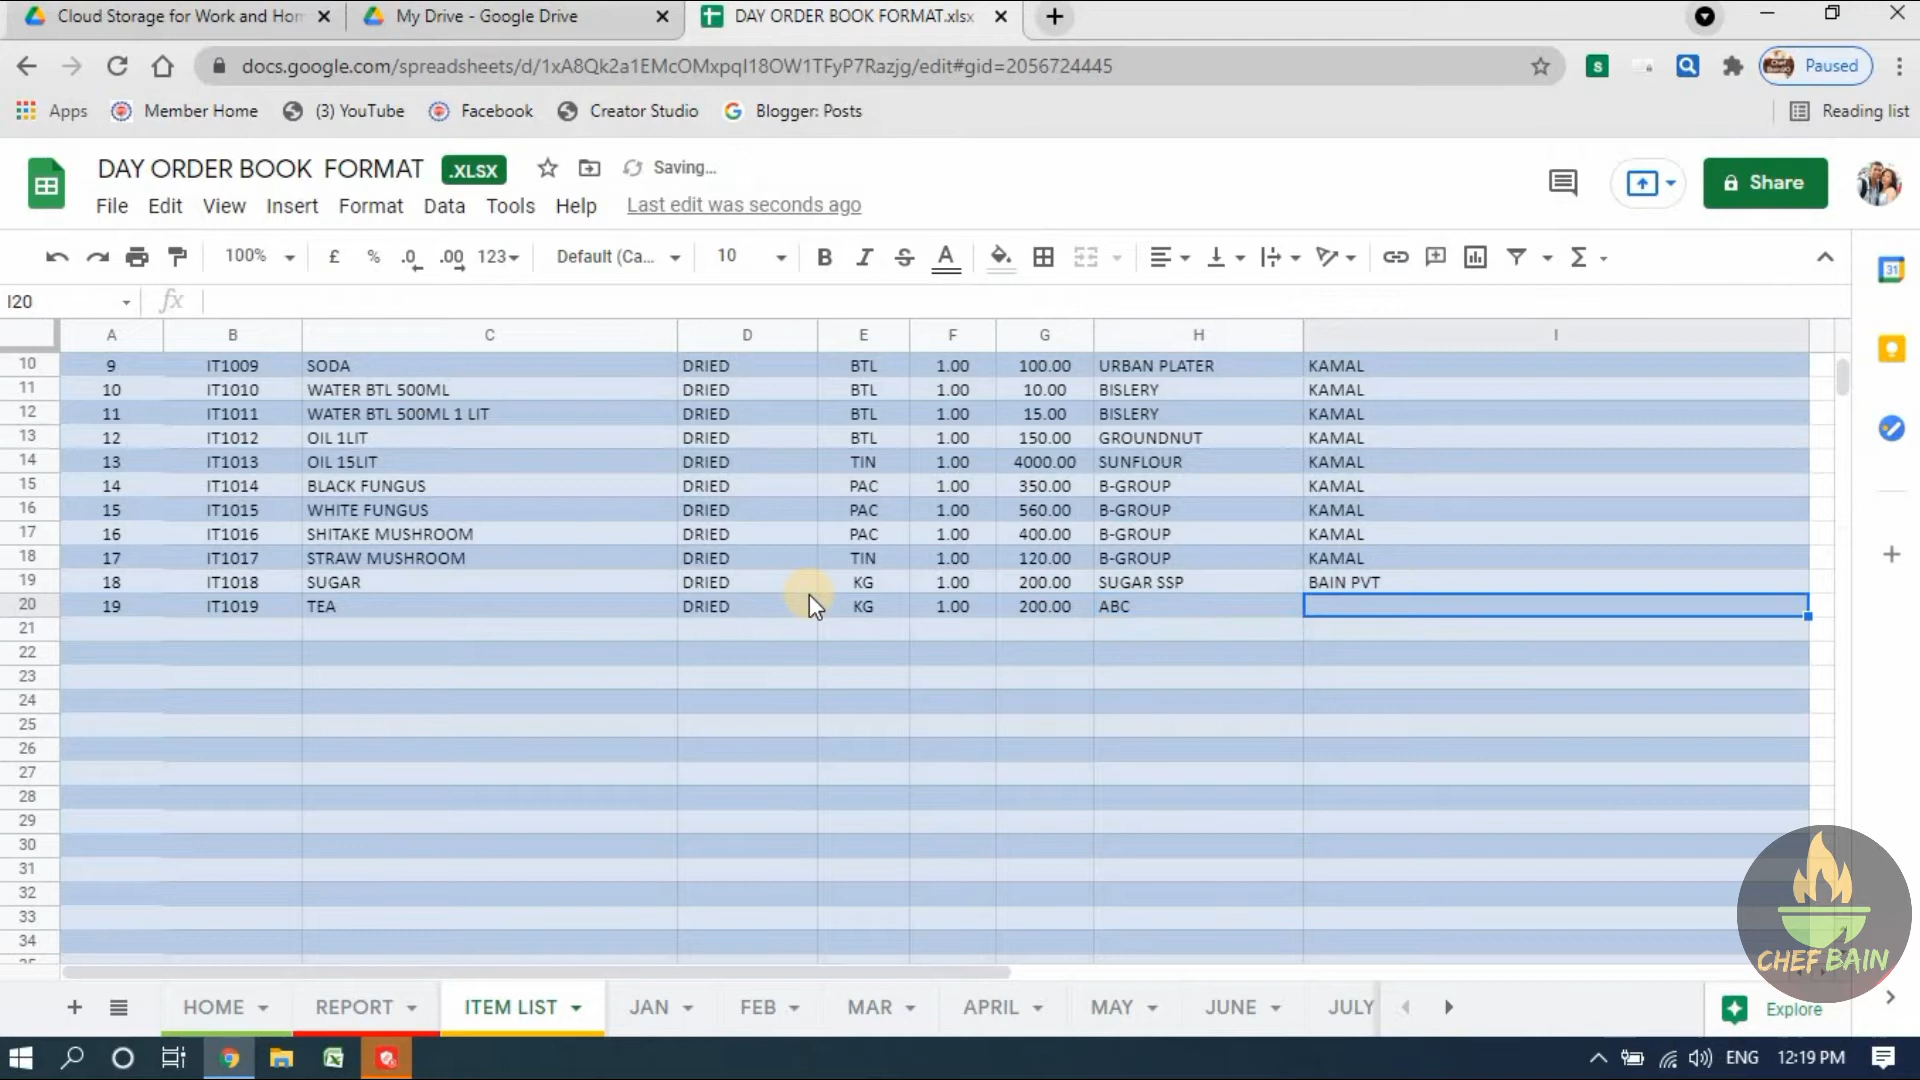 Cloud Storage for Work and Hom
My Drive - Google Drive
DAY ORDER BOOK FORMAT.xlsx
docs.google.com/spreadsheets/d/1xA8Qk2a1EMcOMxpqI18OW1TFyP7Razjg/edit#gid=2056724445
Paused
Apps
Member Home
(3) YouTube
Facebook
Creator Studio
Blogger: Posts
Reading list
DAY ORDER BOOK FORMAT
.XLSX
Saving...
Share
File Edit View Insert Format Data Tools Help
Last edit was seconds ago
100% £ % .0 .00 123 Default (Ca... 10 B I S A Σ
31
I20 fx
A B C D E F G H I
10 9 IT1009 SODA DRIED BTL 1.00 100.00 URBAN PLATER KAMAL
11 10 IT1010 WATER BTL 500ML DRIED BTL 1.00 10.00 BISLERY KAMAL
12 11 IT1011 WATER BTL 500ML 1 LIT DRIED BTL 1.00 15.00 BISLERY KAMAL
13 12 IT1012 OIL 1LIT DRIED BTL 1.00 150.00 GROUNDNUT KAMAL
14 13 IT1013 OIL 15LIT DRIED TIN 1.00 4000.00 SUNFLOUR KAMAL
15 14 IT1014 BLACK FUNGUS DRIED PAC 1.00 350.00 B-GROUP KAMAL
16 15 IT1015 WHITE FUNGUS DRIED PAC 1.00 560.00 B-GROUP KAMAL
17 16 IT1016 SHITAKE MUSHROOM DRIED PAC 1.00 400.00 B-GROUP KAMAL
18 17 IT1017 STRAW MUSHROOM DRIED TIN 1.00 120.00 B-GROUP KAMAL
19 18 IT1018 SUGAR DRIED KG 1.00 200.00 SUGAR SSP BAIN PVT
20 19 IT1019 TEA DRIED KG 1.00 200.00 ABC
21
22
23
24
25
26
27
28
29
30
31
32
33
34
CHEF BAIN
HOME REPORT ITEM LIST JAN FEB MAR APRIL MAY JUNE JULY
Explore
ENG 12:19 PM